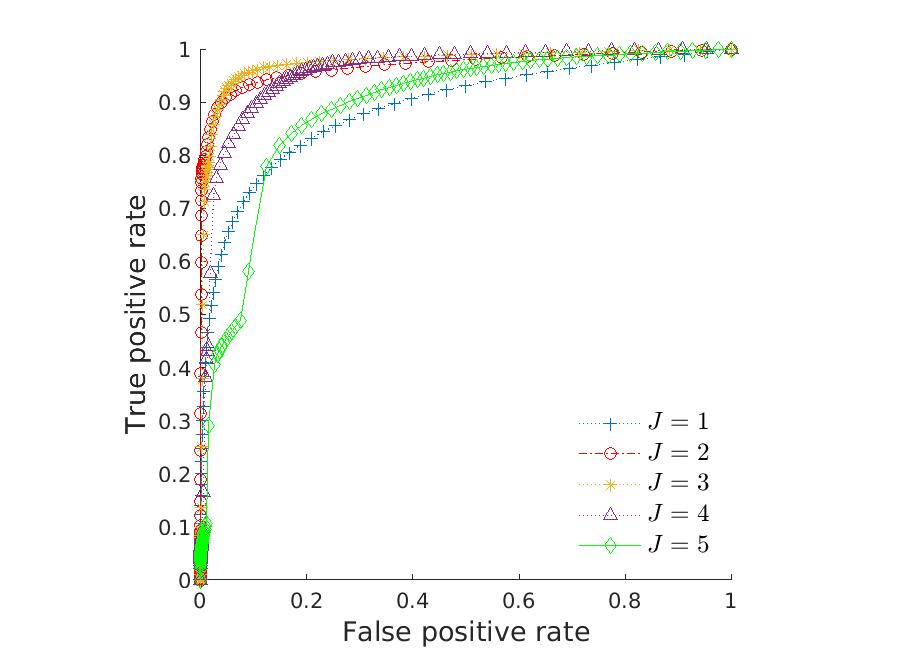 1
0.9
0.8
0.7
0.6
0.5
0.4
0.3
0.2
0.1
0
True positive rate
J = 1
J = 2
J = 3
J = 4
J = 5
0 0.2 0.4 0.6 0.8 1
False positive rate